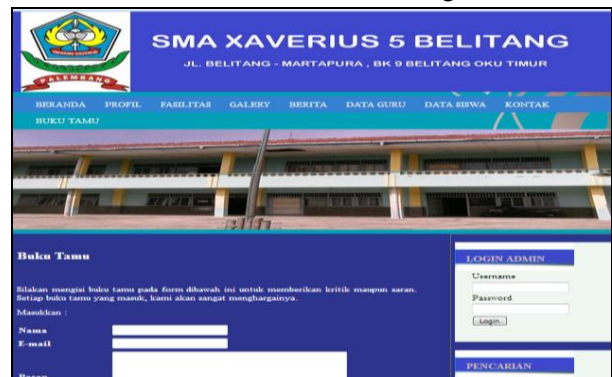 PALEMBANG
SMA XAVERIUS 5 BELITANG
JL. BELITANG - MARTAPURA , BK 9 BELITANG OKU TIMUR
BERANDA PROFIL FASILITAS GALERY BERITA DATA GURU DATA SISWA KONTAK
BUKU TAMU
Buku Tamu
Silakan mengisi buku tamu pada form dibawah ini untuk memberikan kritik maupun saran.
Setiap buku tamu yang masuk, kami akan sangat menghargainya.
Masukkan :
Nama
E-mail
Pesan
LOGIN ADMIN
Username
Password
Login
PENCARIAN